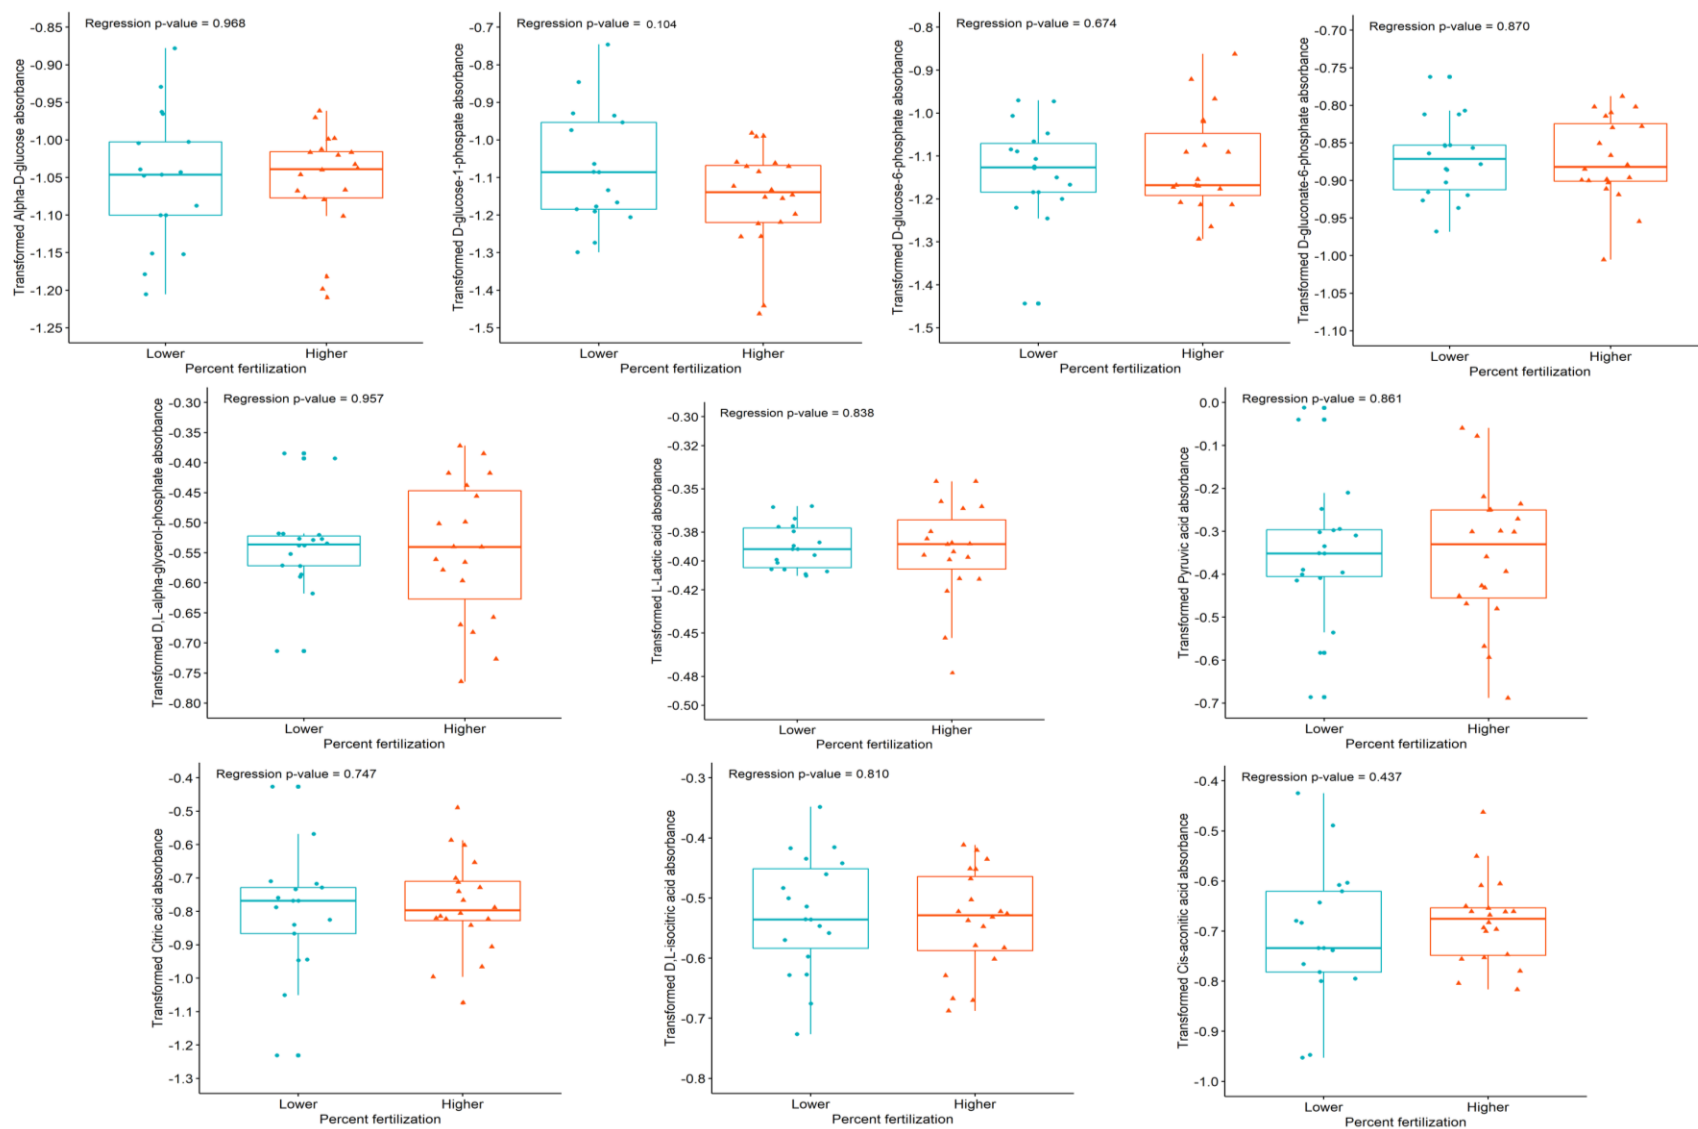 Regression p-value = 0.968
Transformed Alpha-D-glucose absorbance
-0.85
-0.90
-0.95
-1.00
-1.05
-1.10
-1.15
-1.20
-1.25
Lower
Higher
Percent fertilization
Regression p-value = 0.104
Transformed D-glucose-1-phospate absorbance
-0.7
-0.8
-0.9
-1.0
-1.1
-1.2
-1.3
-1.4
-1.5
Lower
Higher
Percent fertilization
Regression p-value = 0.674
Transformed D-glucose-6-phosphate absorbance
-0.8
-0.9
-1.0
-1.1
-1.2
-1.3
-1.4
-1.5
Lower
Higher
Percent fertilization
Regression p-value = 0.870
Transformed D-gluconate-6-phosphate absorbance
-0.70
-0.75
-0.80
-0.85
-0.90
-0.95
-1.00
-1.05
-1.10
Lower
Higher
Percent fertilization
Regression p-value = 0.957
Transformed D,L-alpha-glycerol-phosphate absorbance
-0.30
-0.35
-0.40
-0.45
-0.50
-0.55
-0.60
-0.65
-0.70
-0.75
-0.80
Lower
Higher
Percent fertilization
Regression p-value = 0.838
Transformed L-Lactic acid absorbance
-0.30
-0.32
-0.35
-0.38
-0.40
-0.42
-0.45
-0.48
-0.50
Lower
Higher
Percent fertilization
Regression p-value = 0.861
Transformed Pyruvic acid absorbance
0.0
-0.1
-0.2
-0.3
-0.4
-0.5
-0.6
-0.7
Lower
Higher
Percent fertilization
Regression p-value = 0.747
Transformed Citric acid absorbance
-0.4
-0.5
-0.6
-0.7
-0.8
-0.9
-1.0
-1.1
-1.2
-1.3
Lower
Higher
Percent fertilization
Regression p-value = 0.810
Transformed D,L-isocitric acid absorbance
-0.3
-0.4
-0.5
-0.6
-0.7
-0.8
Lower
Higher
Percent fertilization
Regression p-value = 0.437
Transformed Cis-aconitic acid absorbance
-0.4
-0.5
-0.6
-0.7
-0.8
-0.9
-1.0
Lower
Higher
Percent fertilization